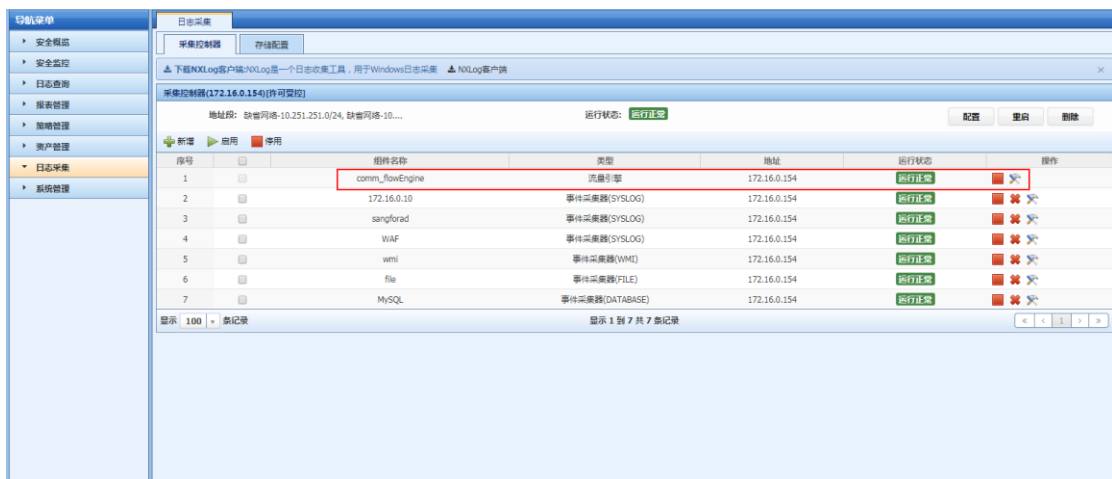 导航菜单
安全概览
安全监控
日志查询
报表管理
策略管理
资产管理
日志采集
系统管理
日志采集
采集控制器 存储配置
下载NXLog客户端:NXLog是一个日志收集工具，用于Windows日志采集 NXLog客户端 ×
采集控制器(172.16.0.154)[许可受控]
地址段: 缺省网络-10.251.251.0/24, 缺省网络-10.... 运行状态: 运行正常 配置 重启 删除
新增 启用 停用
序号 组件名称 类型 地址 运行状态 操作
1 comm_flowEngine 流量引擎 172.16.0.154 运行正常
2 172.16.0.10 事件采集器(SYSLOG) 172.16.0.154 运行正常
3 sangforad 事件采集器(SYSLOG) 172.16.0.154 运行正常
4 WAF 事件采集器(SYSLOG) 172.16.0.154 运行正常
5 wmi 事件采集器(WMI) 172.16.0.154 运行正常
6 file 事件采集器(FILE) 172.16.0.154 运行正常
7 MySQL 事件采集器(DATABASE) 172.16.0.154 运行正常
显示 100 条记录 显示 1 到 7 共 7 条记录 « ‹ 1 › »